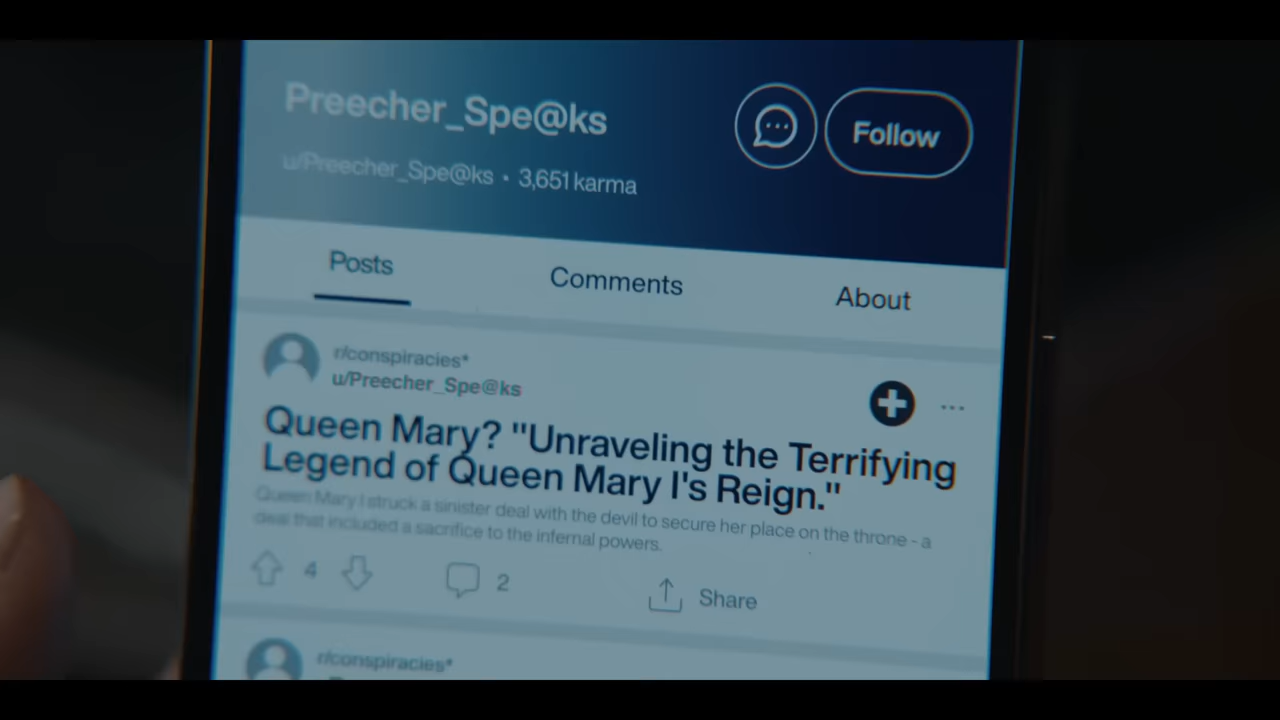 Preecher_Spe@ks
Follow
u/Preecher_Spe@ks • 3,651 karma
Posts
Comments
About
r/conspiracies*
u/Preecher_Spe@ks
Queen Mary? "Unraveling the Terrifying
Legend of Queen Mary I's Reign."
Queen Mary I struck a sinister deal with the devil to secure her place on the throne - a
deal that included a sacrifice to the infernal powers.
4
2
Share
r/conspiracies*